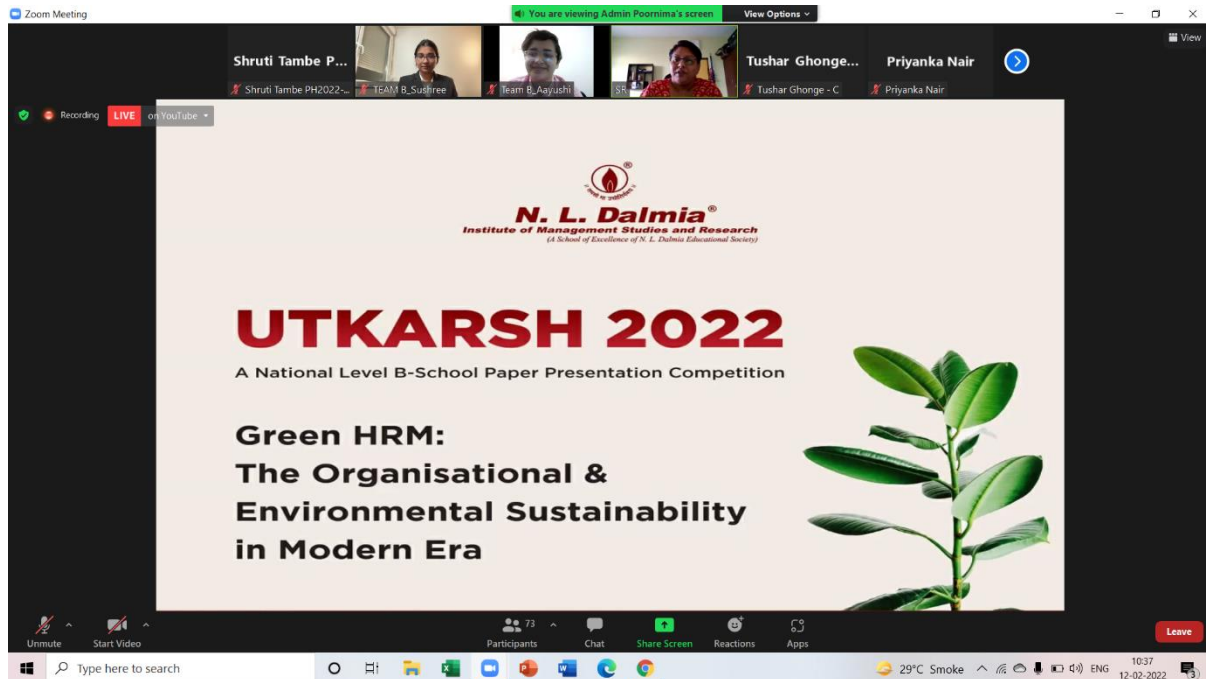 Zoom Meeting
You are viewing Admin Poornima's screen
View Options
View
Shruti Tambe P...
Tushar Ghonge...
Priyanka Nair
Shruti Tambe PH2022-...
TEAM B_Sushree
Team B_Aayushi
SR
Tushar Ghonge - C
Priyanka Nair
Recording
LIVE
on YouTube
N. L. Dalmia®
Institute of Management Studies and Research
(A School of Excellence of N. L. Dalmia Educational Society)
UTKARSH 2022
A National Level B-School Paper Presentation Competition
Green HRM:
The Organisational &
Environmental Sustainability
in Modern Era
Unmute
Start Video
73
Participants
Chat
Share Screen
Reactions
Apps
Leave
Type here to search
29°C Smoke
ENG
10:37
12-02-2022
3